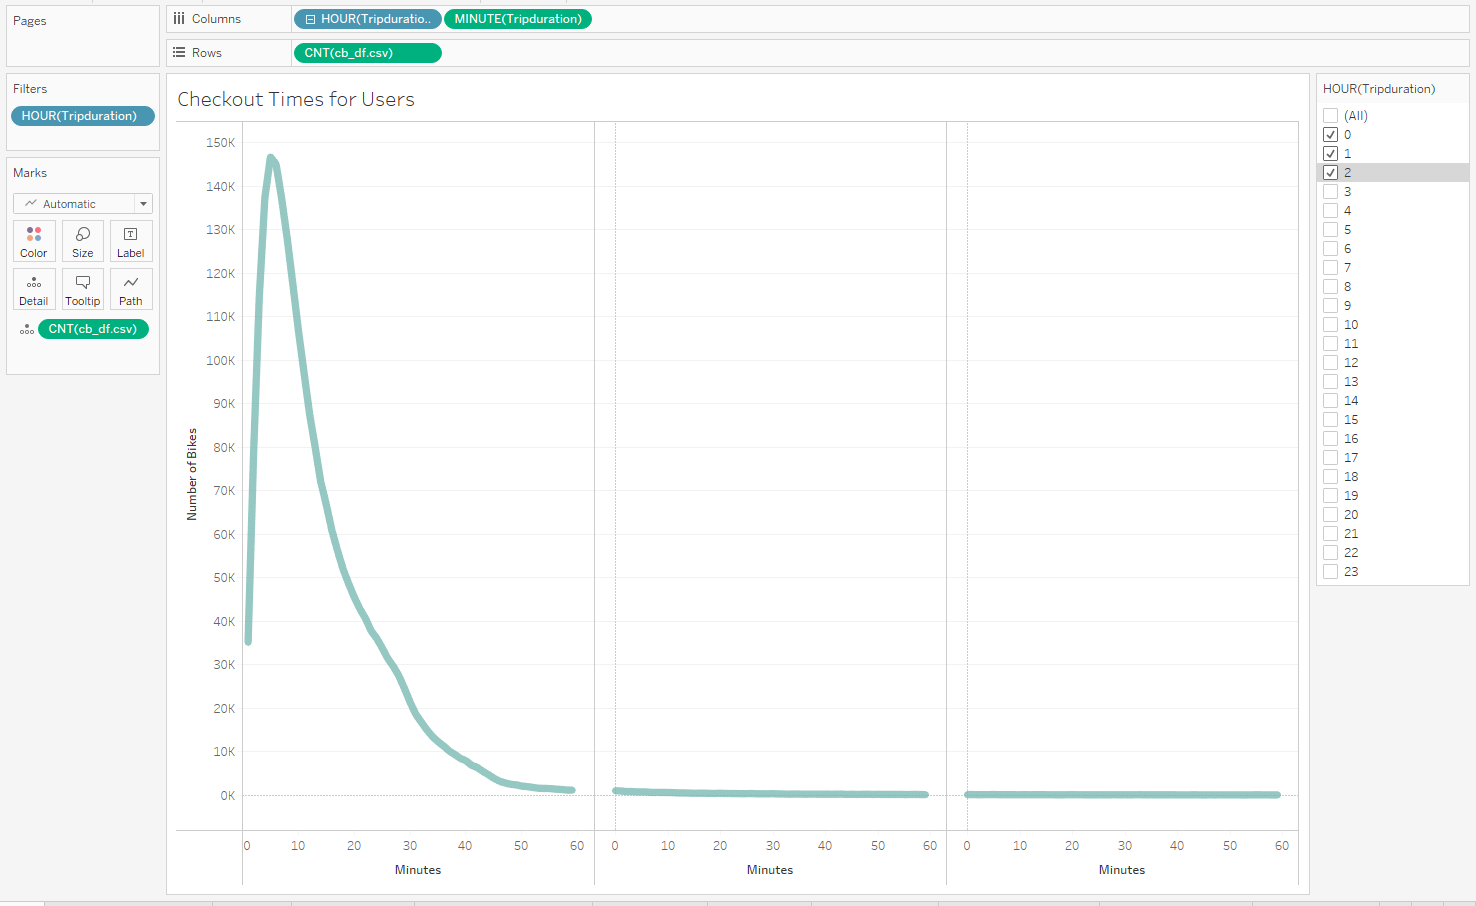 Pages
Columns
HOUR(Tripduratio..
MINUTE(Tripduration)
Rows
CNT(cb_df.csv)
Filters
HOUR(Tripduration)
Marks
Automatic
Color
Size
Label
Detail
Tooltip
Path
CNT(cb_df.csv)
Checkout Times for Users
Number of Bikes
150K
140K
130K
120K
110K
100K
90K
80K
70K
60K
50K
40K
30K
20K
10K
0K
0 10 20 30 40 50 60
0 10 20 30 40 50 60
0 10 20 30 40 50 60
Minutes
Minutes
Minutes
HOUR(Tripduration)
(All)
0
1
2
3
4
5
6
7
8
9
10
11
12
13
14
15
16
17
18
19
20
21
22
23